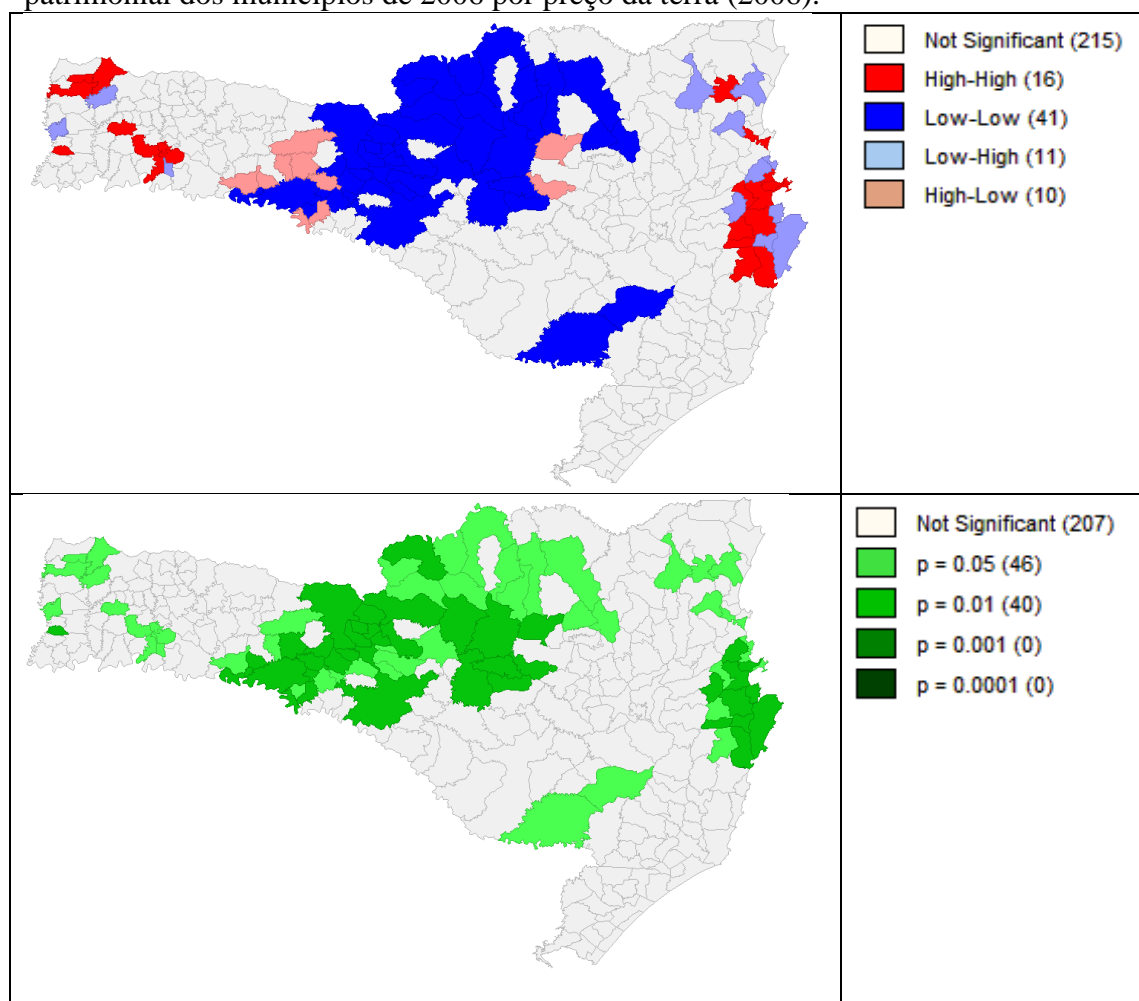 patrimonial dos municípios de 2006 por preço da terra (2006).
Not Significant (215)
High-High (16)
Low-Low (41)
Low-High (11)
High-Low (10)
Not Significant (207)
p = 0.05 (46)
p = 0.01 (40)
p = 0.001 (0)
p = 0.0001 (0)